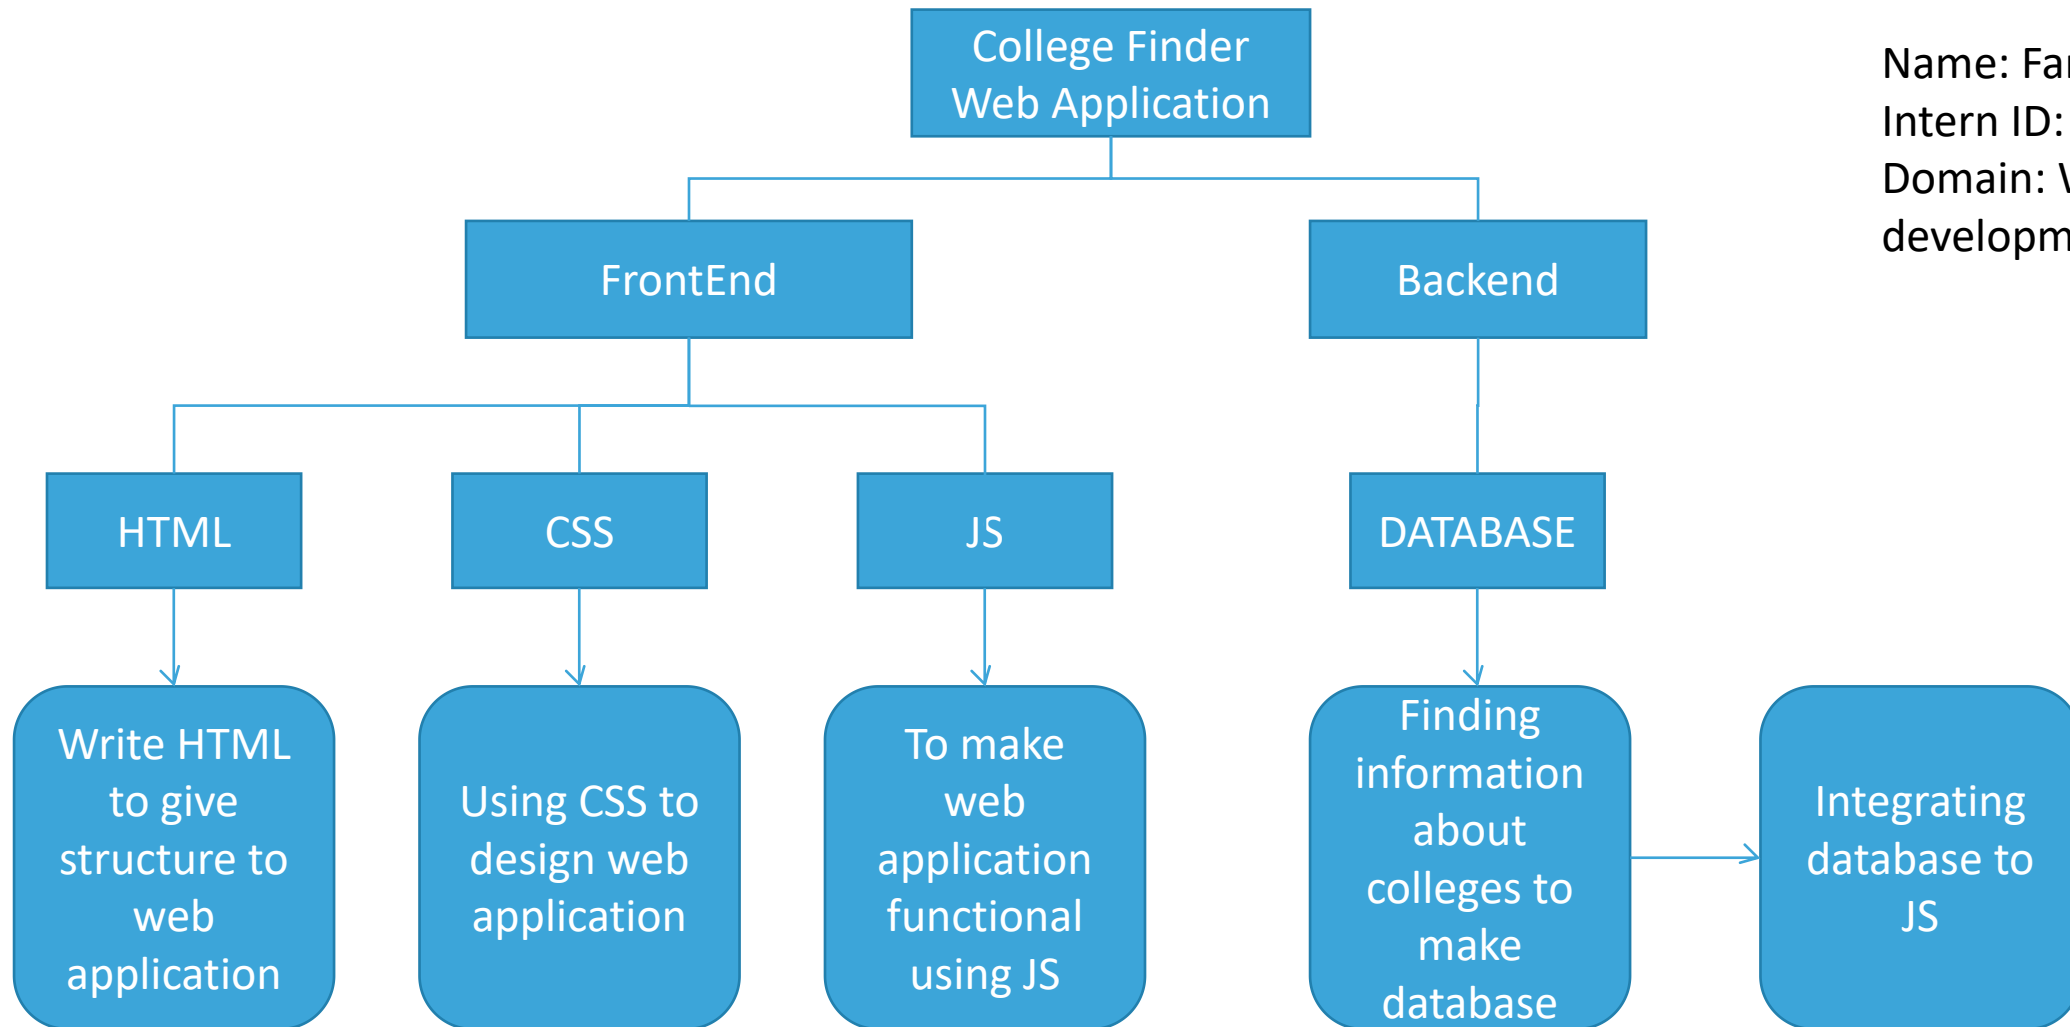 College Finder
Web Application
Name:
Intern ID:
Domain:
FrontEnd
Backend
HTML
CSS
JS
DATABASE
Write HTML
to give
structure to
web
application
Using CSS to
design web
application
To make
web
application
functional
using JS
Finding
information
about
colleges to
make
database
Integrating
database to
JS